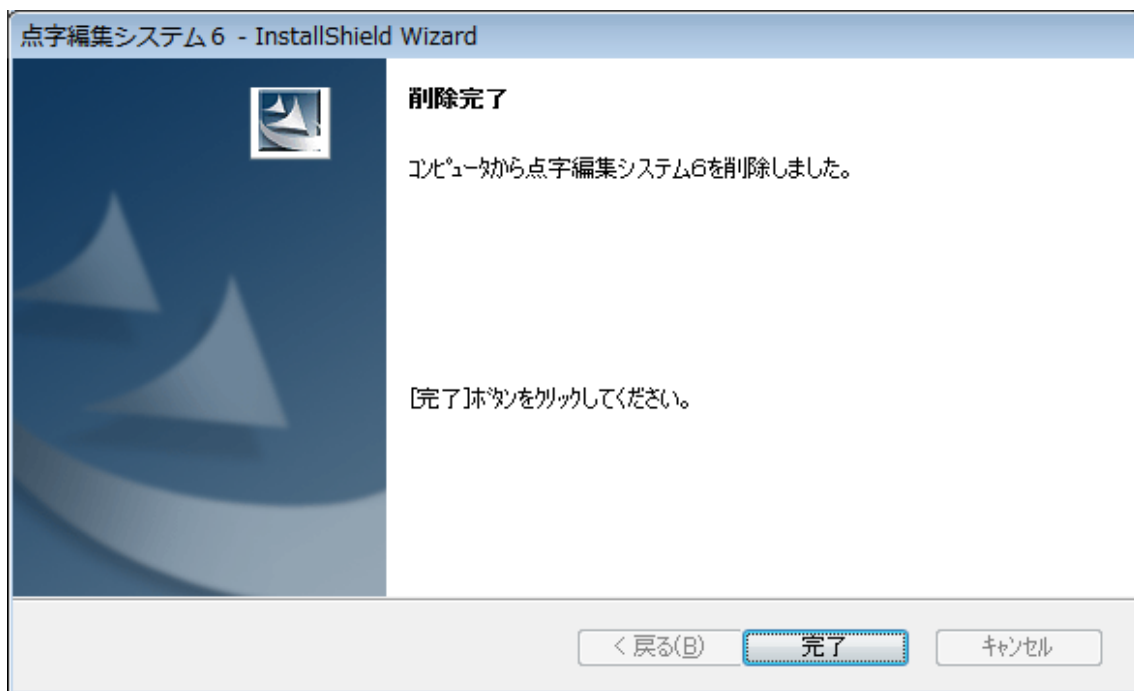 点字編集システム６ - InstallShield Wizard
削除完了
ｺﾝﾋﾟｭｰﾀから点字編集システム６を削除しました。
[完了]ﾎﾞﾀﾝをｸﾘｯｸしてください。
< 戻る(B)
完了
ｷｬﾝｾﾙ